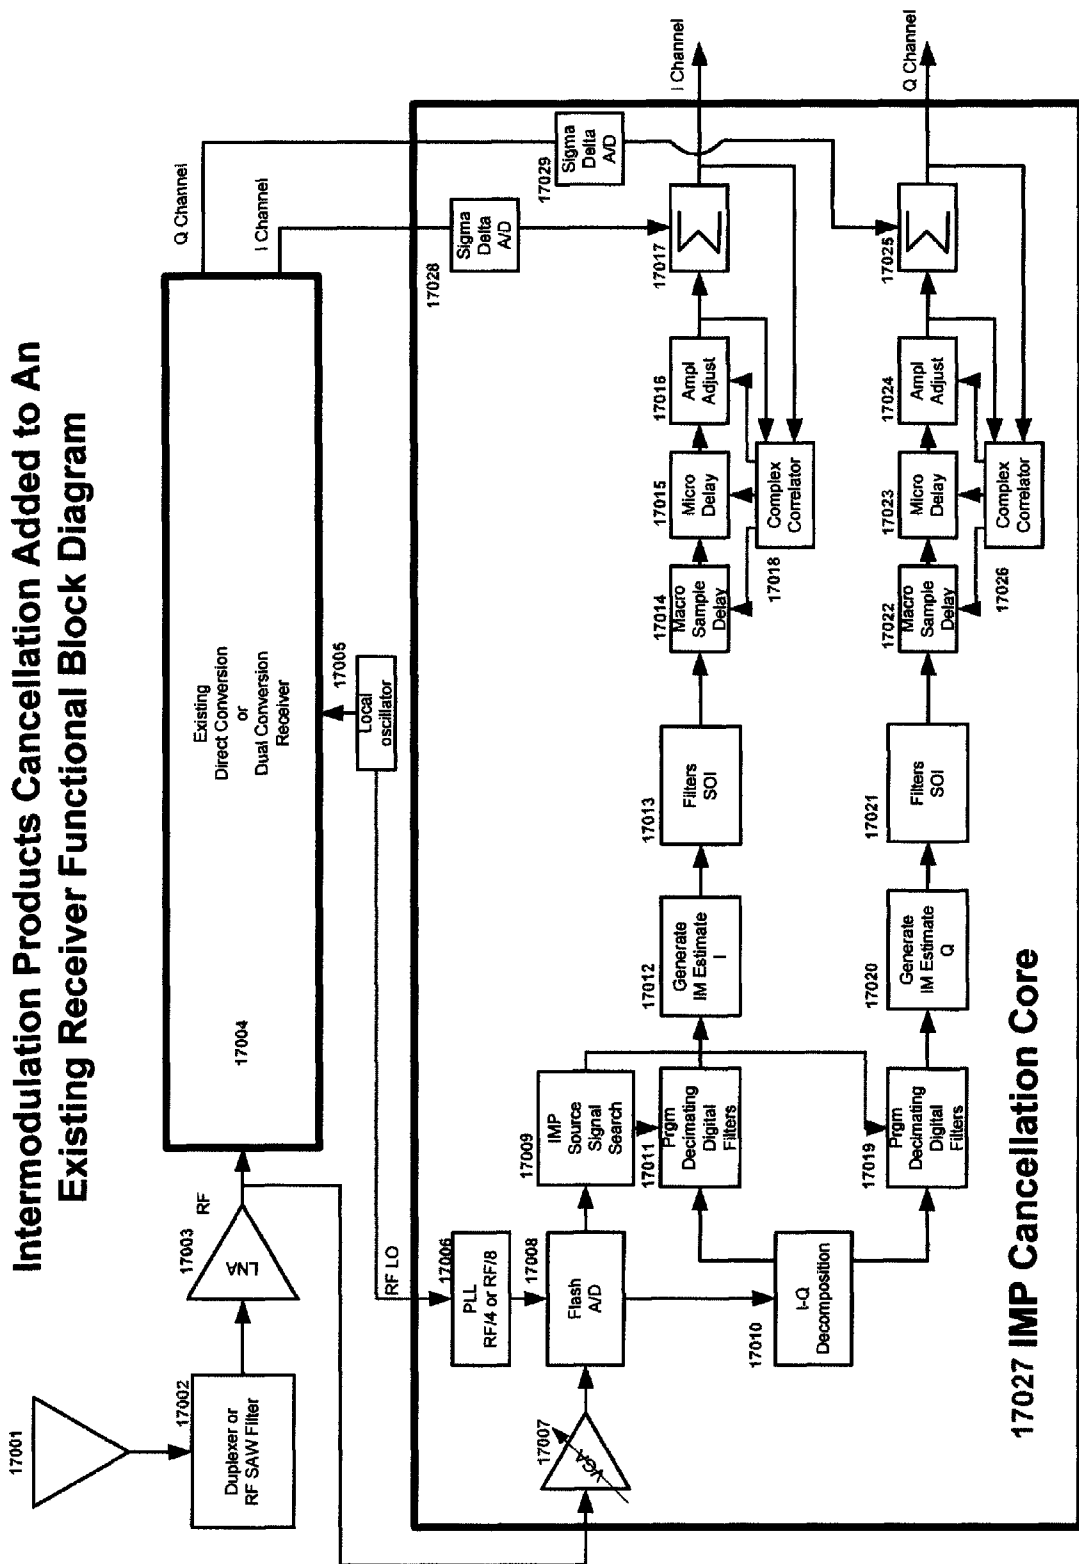 Intermodulation Products Cancellation Added to An
Existing Receiver Functional Block Diagram
17001
17002
Duplexer or
RF SAW Filter
17003
LNA
RF
17004
Existing
Direct Conversion
or
Dual Conversion
Receiver
Q Channel
I Channel
17005
Local
oscillator
RF LO
17006
PLL
RF/4 or RF/8
17007
VGA
17008
Flash
A/D
17009
IMP
Source
Signal
Search
17010
I-Q
Decomposition
17011
Prgm
Decimating
Digital
Filters
17012
Generate
IM Estimate
I
17013
Filters
SOI
17014
Macro
Sample
Delay
17015
Micro
Delay
17016
Ampl
Adjust
17017
Σ
17018
Complex
Correlator
I Channel
17028
Sigma
Delta
A/D
17029
Sigma
Delta
A/D
17019
Prgm
Decimating
Digital
Filters
17020
Generate
IM Estimate
Q
17021
Filters
SOI
17022
Macro
Sample
Delay
17023
Micro
Delay
17024
Ampl
Adjust
17025
Σ
17026
Complex
Correlator
Q Channel
17027 IMP Cancellation Core